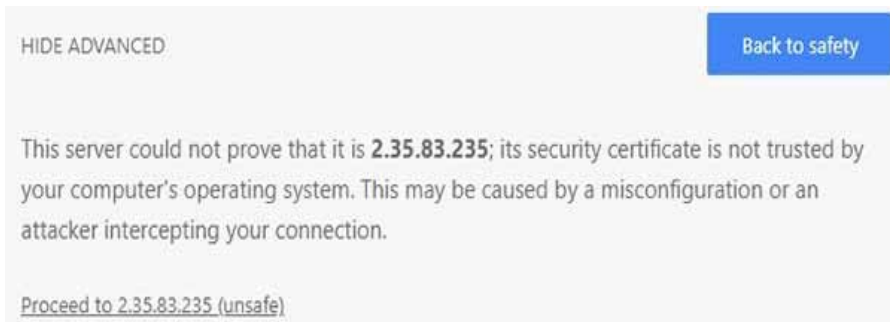 HIDE ADVANCED
Back to safety
This server could not prove that it is 2.35.83.235; its security certificate is not trusted by
your computer's operating system. This may be caused by a misconfiguration or an
attacker intercepting your connection.
Proceed to 2.35.83.235 (unsafe)